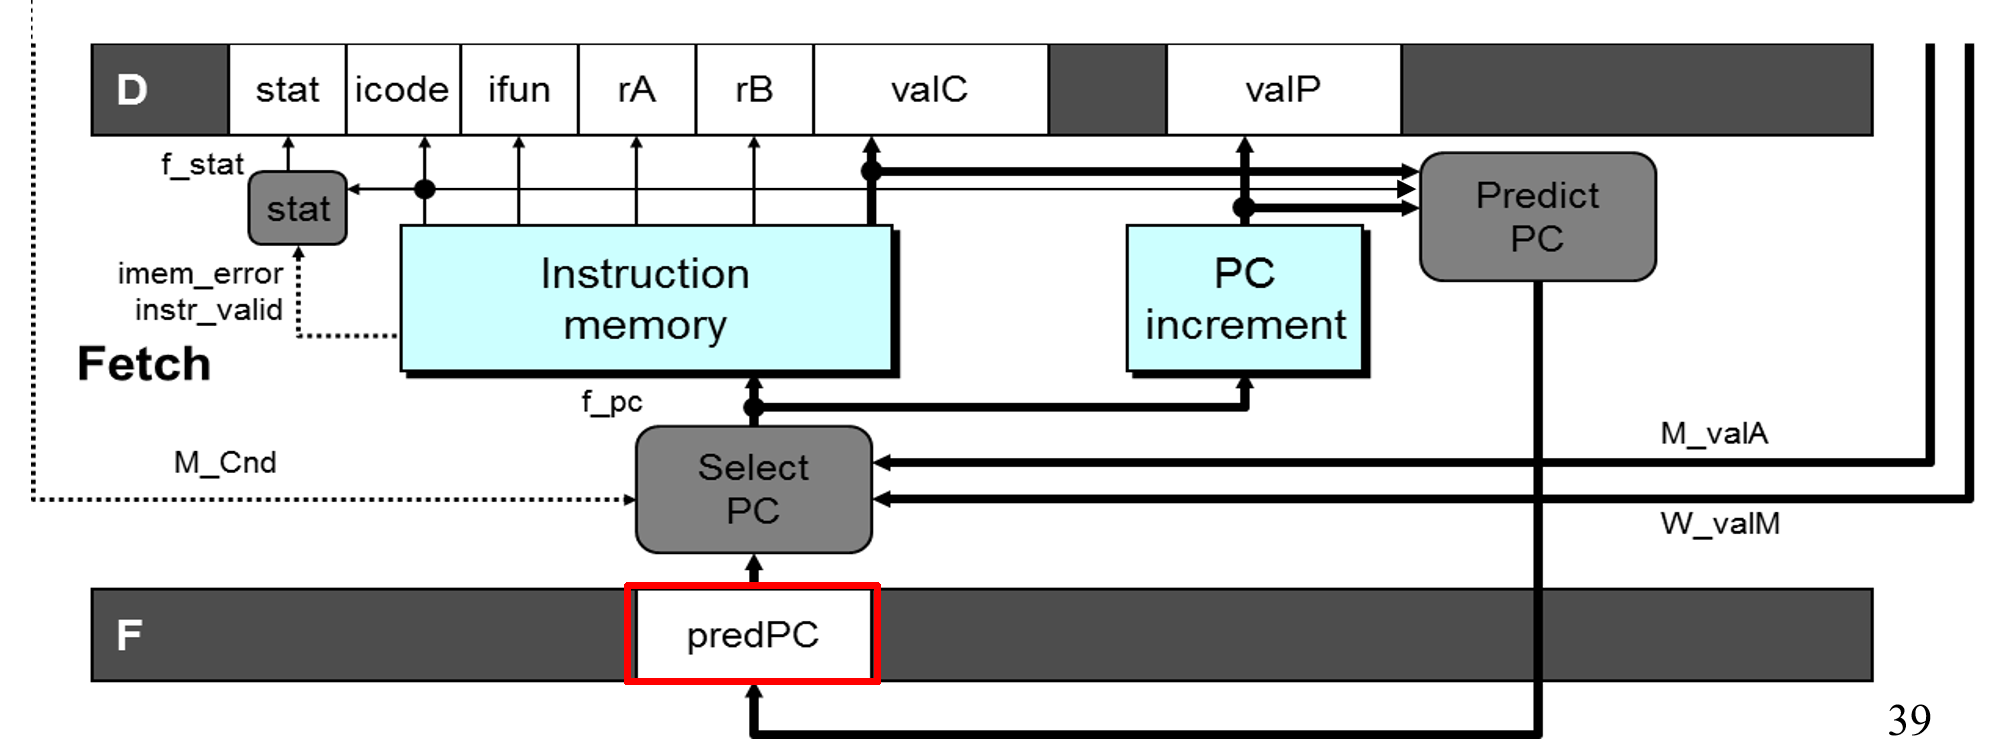 D
stat
icode
ifun
rA
rB
valC
valP
f_stat
stat
Predict
PC
imem_error
instr_valid
Instruction
memory
PC
increment
Fetch
f_pc
M_valA
M_Cnd
Select
PC
W_valM
F
predPC
39